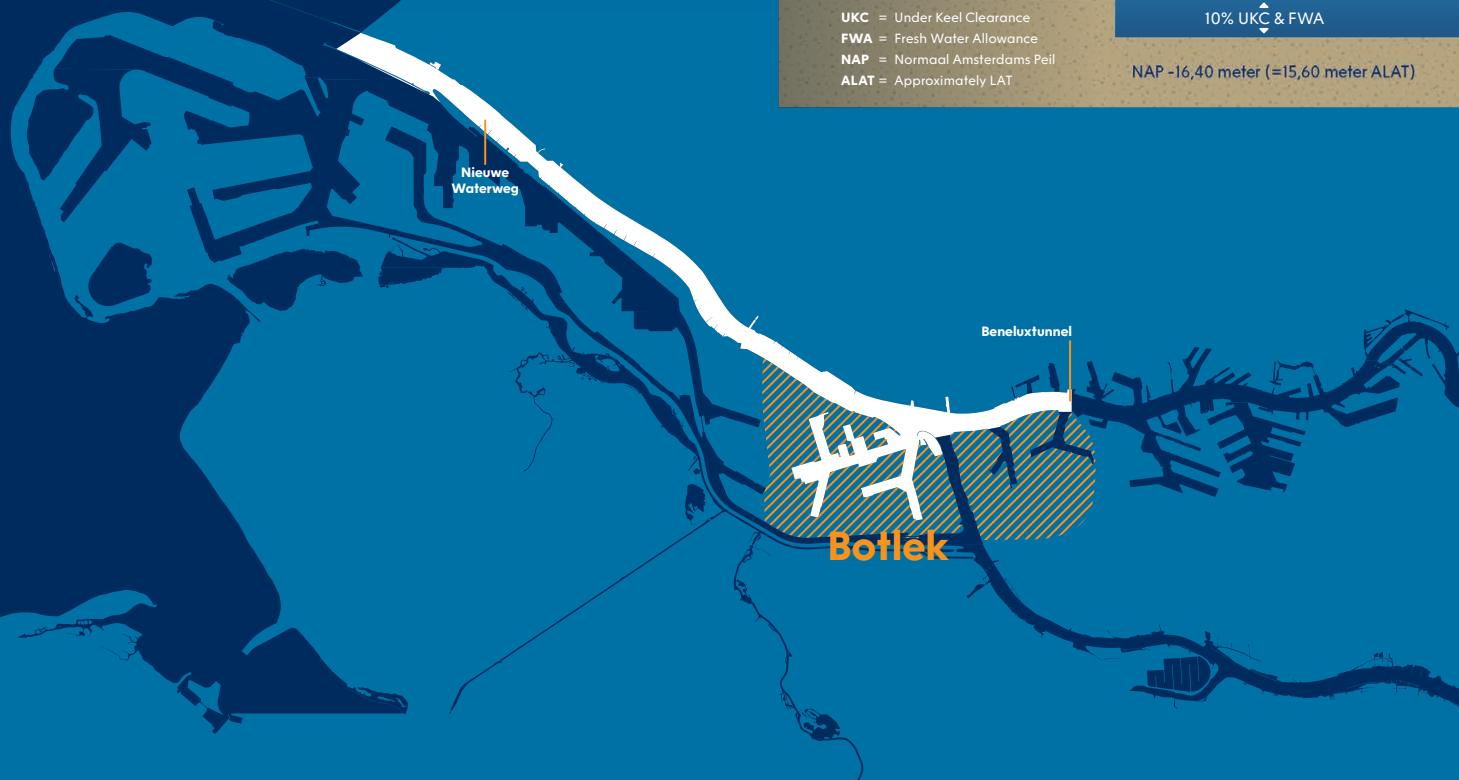 UKC = Under Keel Clearance
FWA = Fresh Water Allowance
NAP = Normaal Amsterdams Peil
ALAT = Approximately LAT
10% UKC & FWA
NAP -16,40 meter (=15,60 meter ALAT)
Nieuwe
Waterweg
Beneluxtunnel
Botlek